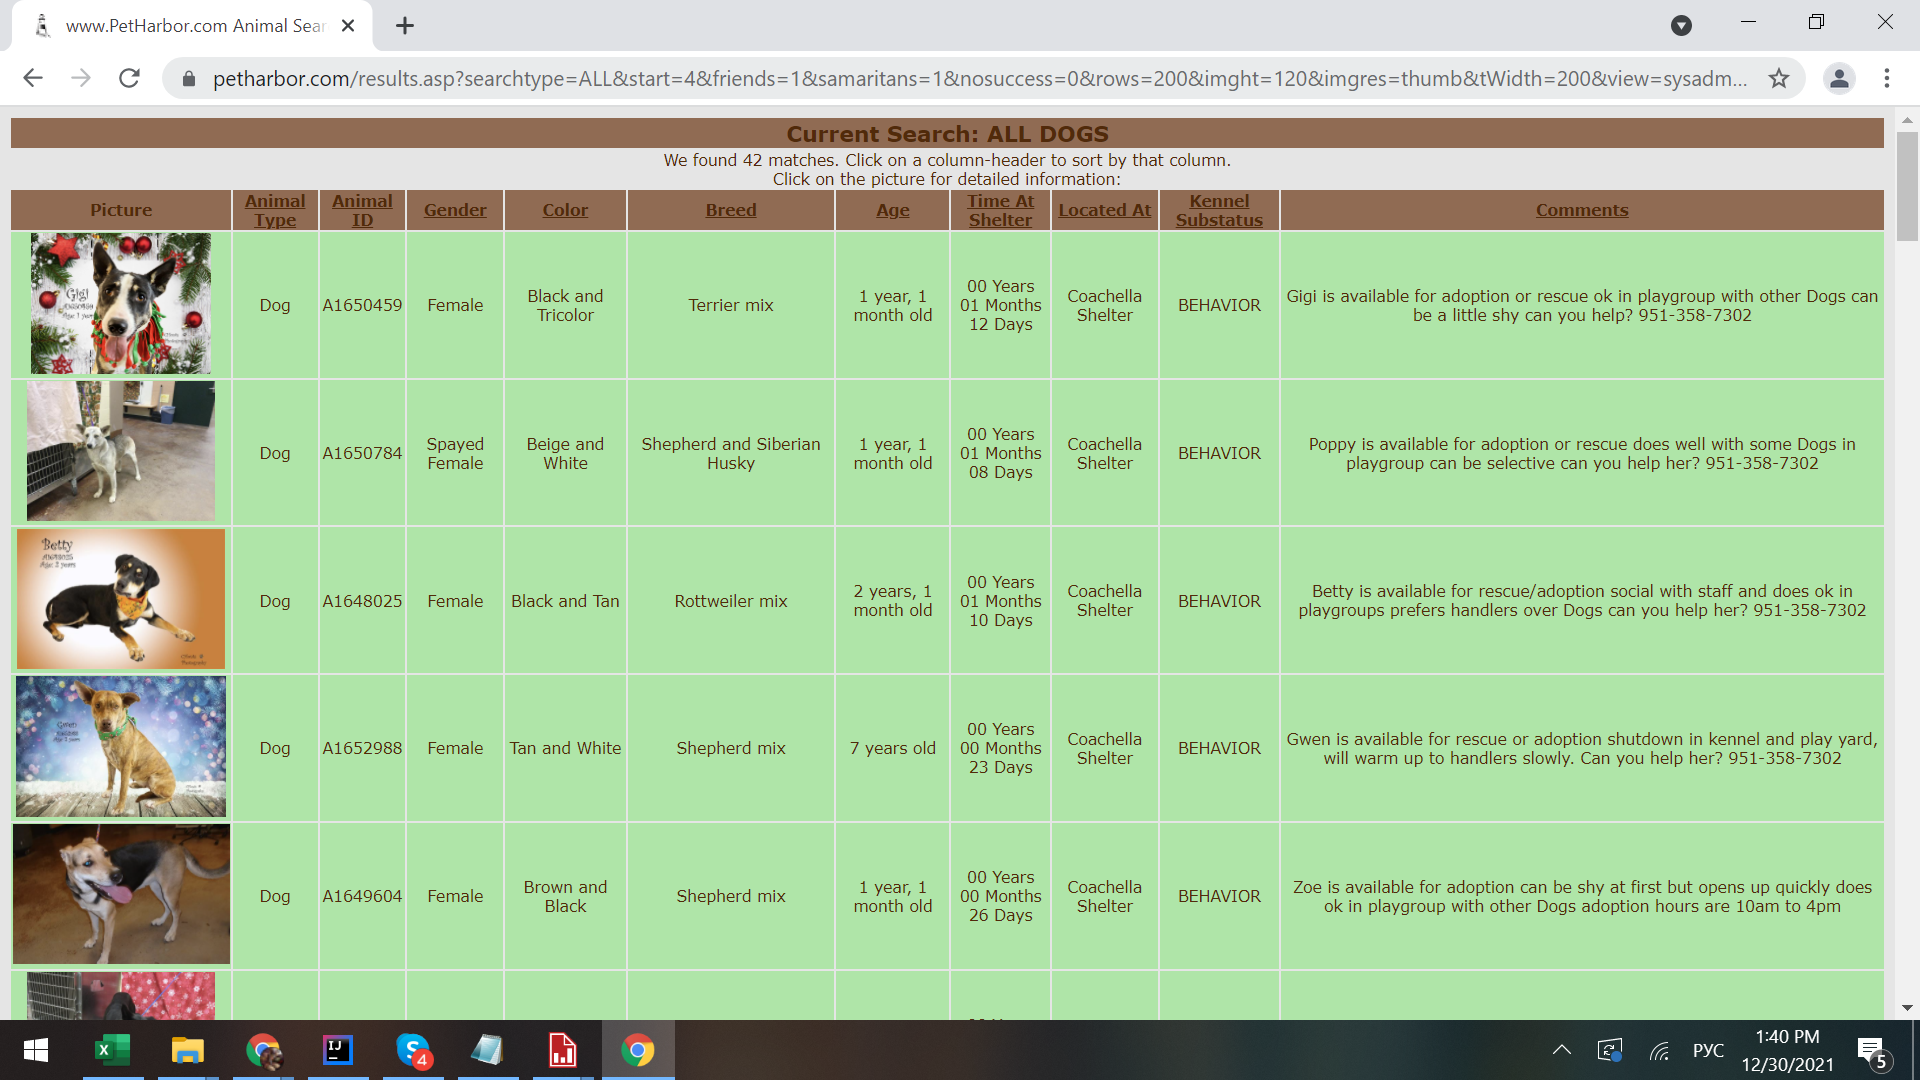 www.PetHarbor.com Animal Sear
petharbor.com/results.asp?searchtype=ALL&start=4&friends=1&samaritans=1&nosuccess=0&rows=200&imght=120&imgres=thumb&tWidth=200&view=sysadm...
Current Search: ALL DOGS
We found 42 matches. Click on a column-header to sort by that column.
Click on the picture for detailed information:
Picture
Animal
Type
Animal
ID
Gender
Color
Breed
Age
Time At
Shelter
Located At
Kennel
Substatus
Comments
Gigi
Dog
A1650459
Female
Black and
Tricolor
Terrier mix
1 year, 1
month old
00 Years
01 Months
12 Days
Coachella
Shelter
BEHAVIOR
Gigi is available for adoption or rescue ok in playgroup with other Dogs can
be a little shy can you help? 951-358-7302
Dog
A1650784
Spayed
Female
Beige and
White
Shepherd and Siberian
Husky
1 year, 1
month old
00 Years
01 Months
08 Days
Coachella
Shelter
BEHAVIOR
Poppy is available for adoption or rescue does well with some Dogs in
playgroup can be selective can you help her? 951-358-7302
Betty
A1648025
Age: 2 years
Dog
A1648025
Female
Black and Tan
Rottweiler mix
2 years, 1
month old
00 Years
01 Months
10 Days
Coachella
Shelter
BEHAVIOR
Betty is available for rescue/adoption social with staff and does ok in
playgroups prefers handlers over Dogs can you help her? 951-358-7302
Gwen
Dog
A1652988
Female
Tan and White
Shepherd mix
7 years old
00 Years
00 Months
23 Days
Coachella
Shelter
BEHAVIOR
Gwen is available for rescue or adoption shutdown in kennel and play yard,
will warm up to handlers slowly. Can you help her? 951-358-7302
Dog
A1649604
Female
Brown and
Black
Shepherd mix
1 year, 1
month old
00 Years
00 Months
26 Days
Coachella
Shelter
BEHAVIOR
Zoe is available for adoption can be shy at first but opens up quickly does
ok in playgroup with other Dogs adoption hours are 10am to 4pm
X
IJ
S
4
РУС
1:40 PM
12/30/2021
5